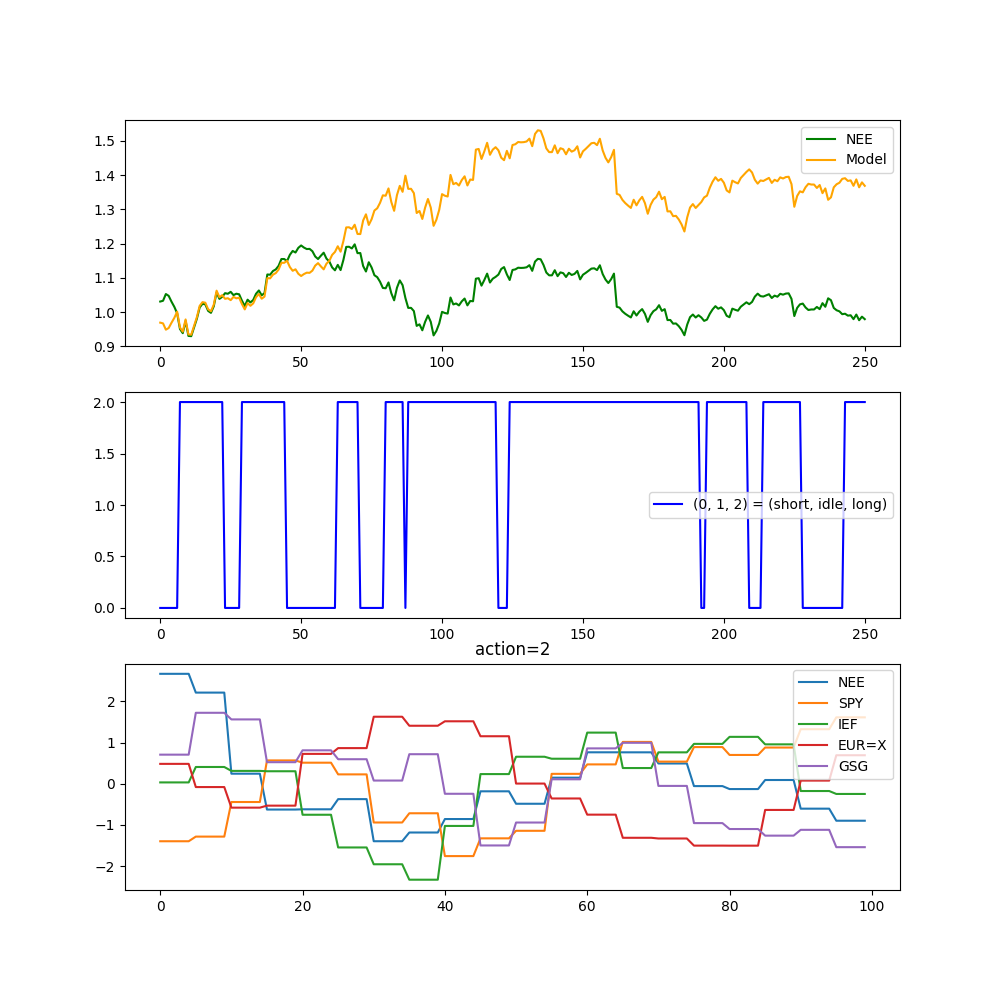 1.5
1.4
1.3
1.2
1.1
1.0
0.9
NEE
Model
0 50 100 150 200 250
2.0
1.5
1.0
0.5
0.0
(0, 1, 2) = (short, idle, long)
0 50 100 150 200 250
action=2
2
1
0
−1
−2
NEE
SPY
IEF
EUR=X
GSG
0 20 40 60 80 100